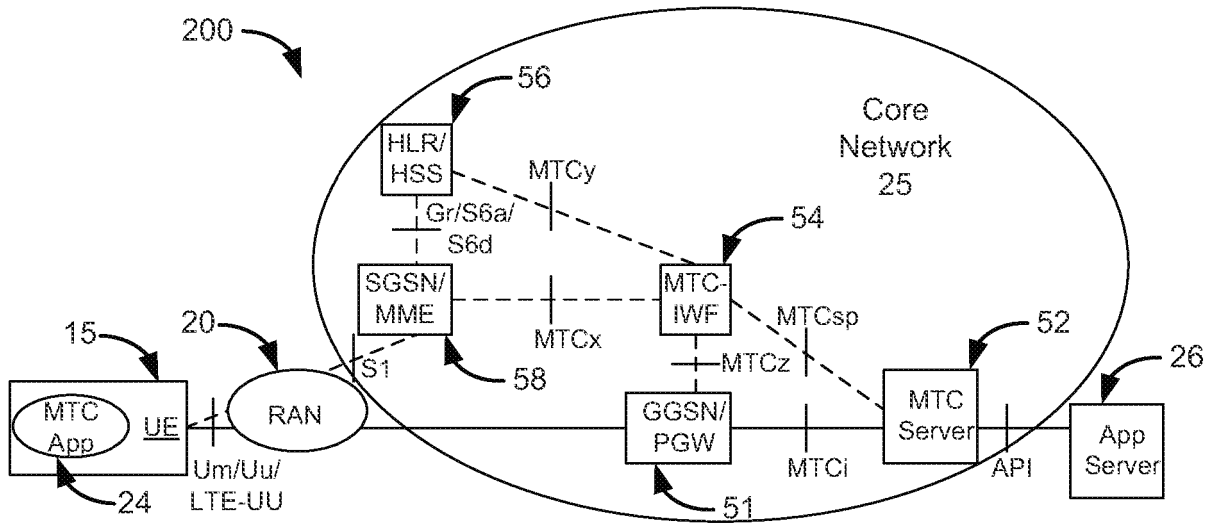 200
56
HLR/
HSS
Core
Network
25
MTCy
Gr/S6a/
S6d
54
SGSN/
MME
MTC-
IWF
MTCx
MTCsp
52
20
15
58
S1
MTCz
26
MTC
App
UE
RAN
GGSN/
PGW
MTC
Server
App
Server
Um/Uu/
LTE-UU
MTCi
API
24
51